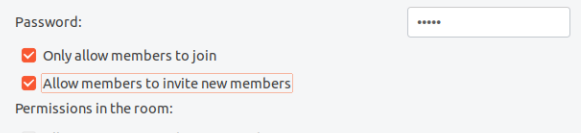 Password:
•••••
Only allow members to join
Allow members to invite new members
Permissions in the room: